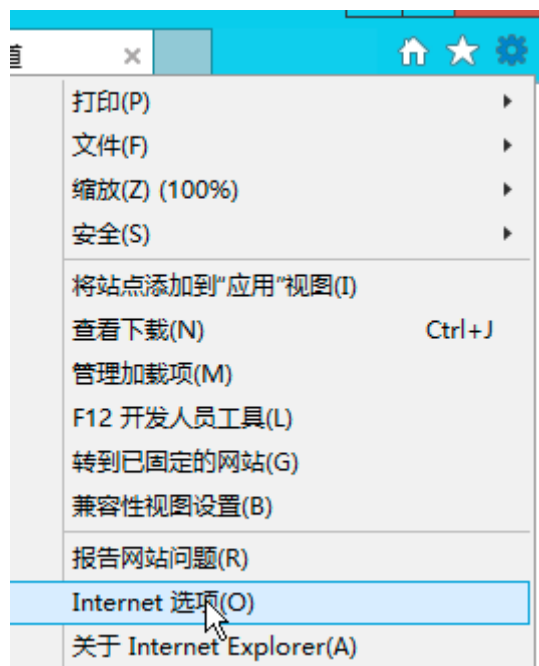 道
打印(P)
文件(F)
缩放(Z) (100%)
安全(S)
将站点添加到“应用”视图(I)
查看下载(N) Ctrl+J
管理加载项(M)
F12 开发人员工具(L)
转到已固定的网站(G)
兼容性视图设置(B)
报告网站问题(R)
Internet 选项(O)
关于 Internet Explorer(A)